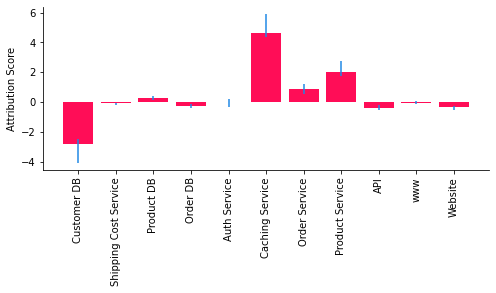 6
4
2
0
−2
−4
Attribution Score
Customer DB
Shipping Cost Service
Product DB
Order DB
Auth Service
Caching Service
Order Service
Product Service
API
www
Website